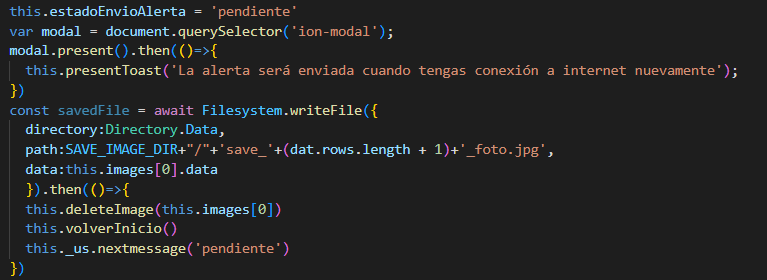 this.estadoEnvioAlerta = 'pendiente'
var modal = document.querySelector('ion-modal');
modal.present().then(()=>{
this.presentToast('La alerta será enviada cuando tengas conexión a internet nuevamente');
})
const savedFile = await Filesystem.writeFile({
directory:Directory.Data,
path:SAVE_IMAGE_DIR+"/"+'save_'+(dat.rows.length + 1)+'_foto.jpg',
data:this.images[0].data
}).then(()=>{
this.deleteImage(this.images[0])
this.volverInicio()
this._us.nextmessage('pendiente')
})